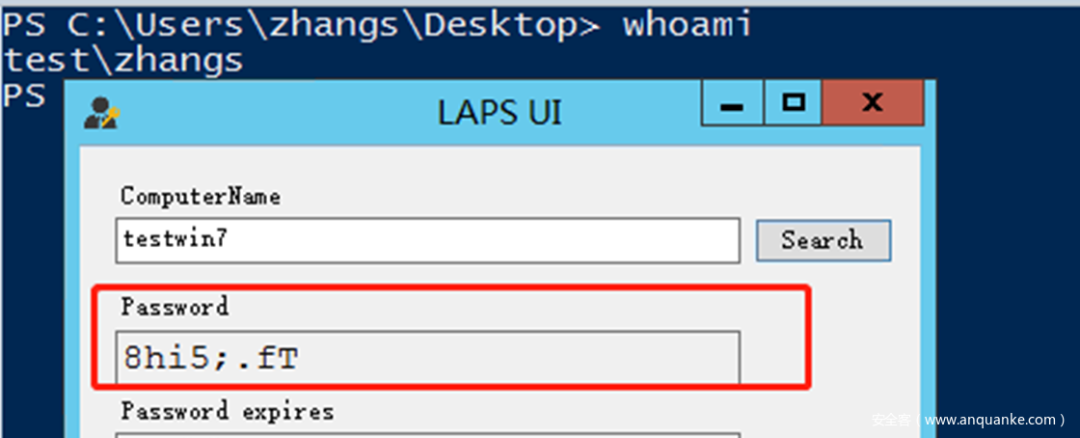 PS C:\Users\zhangs\Desktop> whoami
test\zhangs
PS
LAPS UI
ComputerName
testwin7
Search
Password
8hi5;.fT
Password expires
安全客（www.anquanke.com）